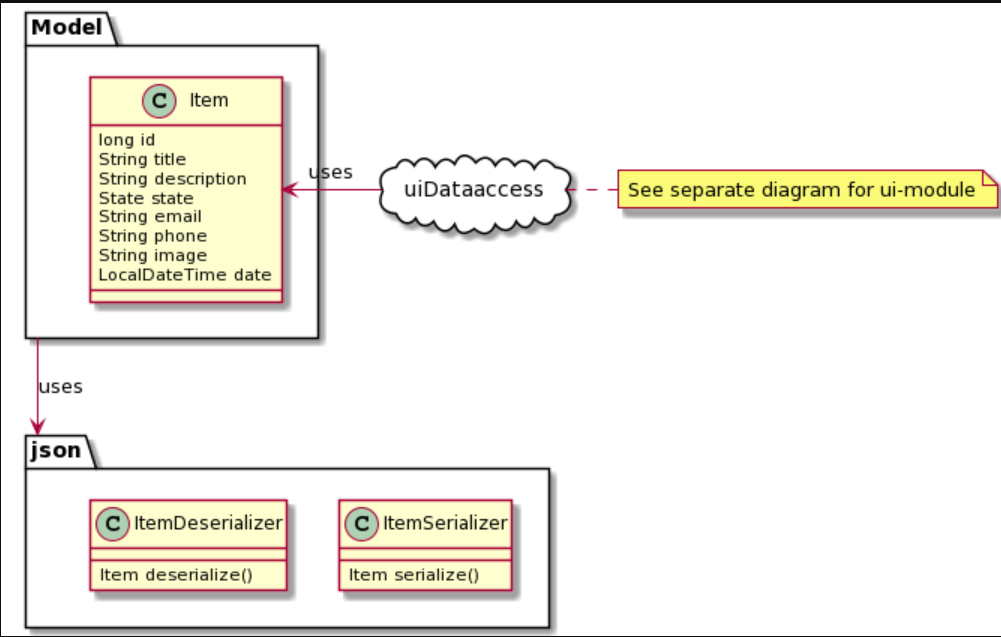 Model
C Item
long id
String title
String description
State state
String email
String phone
String image
LocalDateTime date
uses
uiDataaccess
See separate diagram for ui-module
uses
json
C ItemDeserializer
Item deserialize()
C ItemSerializer
Item serialize()